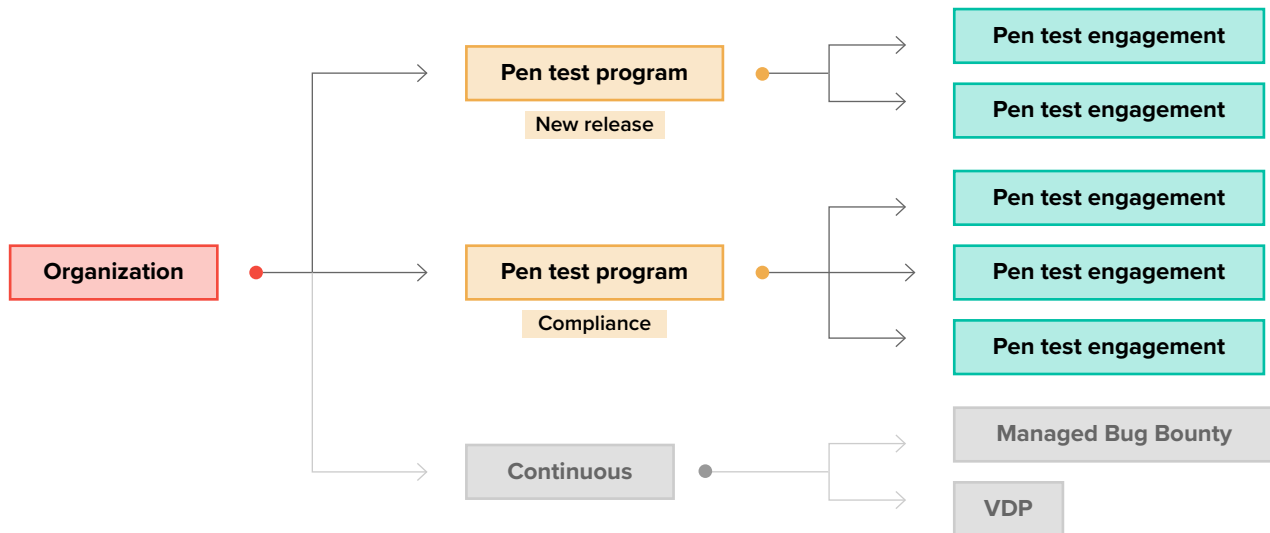 Organization
Pen test program
New release
Pen test engagement
Pen test engagement
Pen test program
Compliance
Pen test engagement
Pen test engagement
Pen test engagement
Continuous
Managed Bug Bounty
VDP